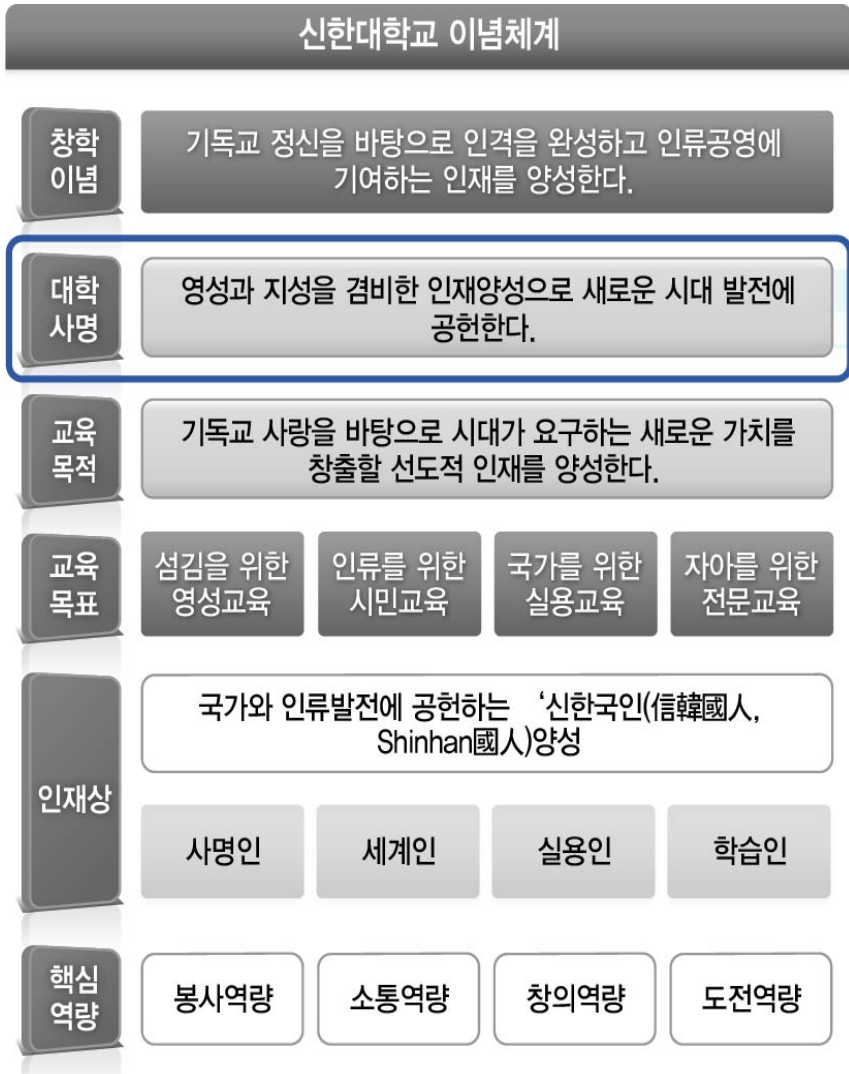 신한대학교 이념체계
창학
이념
기독교 정신을 바탕으로 인격을 완성하고 인류공영에
기여하는 인재를 양성한다.
대학
사명
영성과 지성을 겸비한 인재양성으로 새로운 시대 발전에
공헌한다.
교육
목적
기독교 사랑을 바탕으로 시대가 요구하는 새로운 가치를
창출할 선도적 인재를 양성한다.
교육
목표
섬김을 위한
영성교육
인류를 위한
시민교육
국가를 위한
실용교육
자아를 위한
전문교육
인재상
국가와 인류발전에 공헌하는 ‘신한국인(信韓國人,
Shinhan國人)양성
사명인
세계인
실용인
학습인
핵심
역량
봉사역량
소통역량
창의역량
도전역량